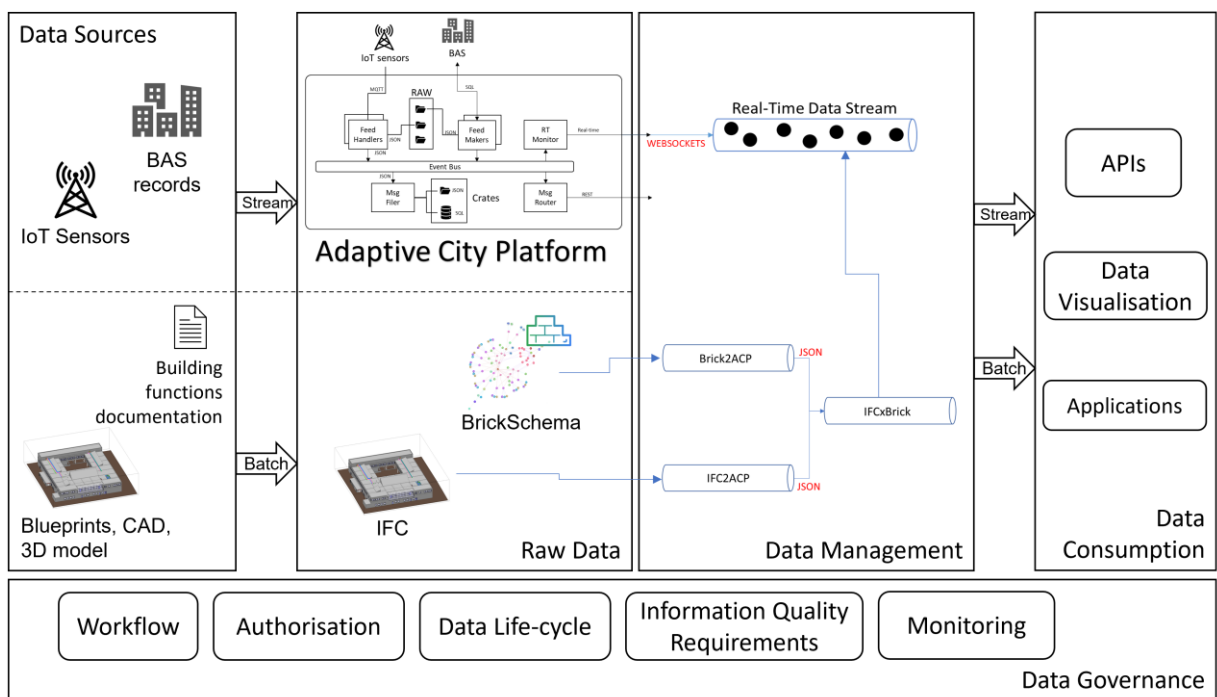 Data Sources
BAS
records
IoT Sensors
Stream
Building
functions
documentation
Blueprints, CAD,
3D model
Batch
IoT sensors
BAS
MQTT
SQL
RAW
Feed
Handlers
JSON
JSON
JSON
Feed
Makers
RT
Monitor
Real-time
Event Bus
JSON
Msg
Filer
JSON
SQL
Crates
Msg
Router
REST
Adaptive City Platform
BrickSchema
IFC
Raw Data
WEBSOCKETS
Real-Time Data Stream
Brick2ACP
JSON
IFCxBrick
IFC2ACP
JSON
Data Management
Stream
Batch
APIs
Data
Visualisation
Applications
Data
Consumption
Workflow
Authorisation
Data Life-cycle
Information Quality
Requirements
Monitoring
Data Governance